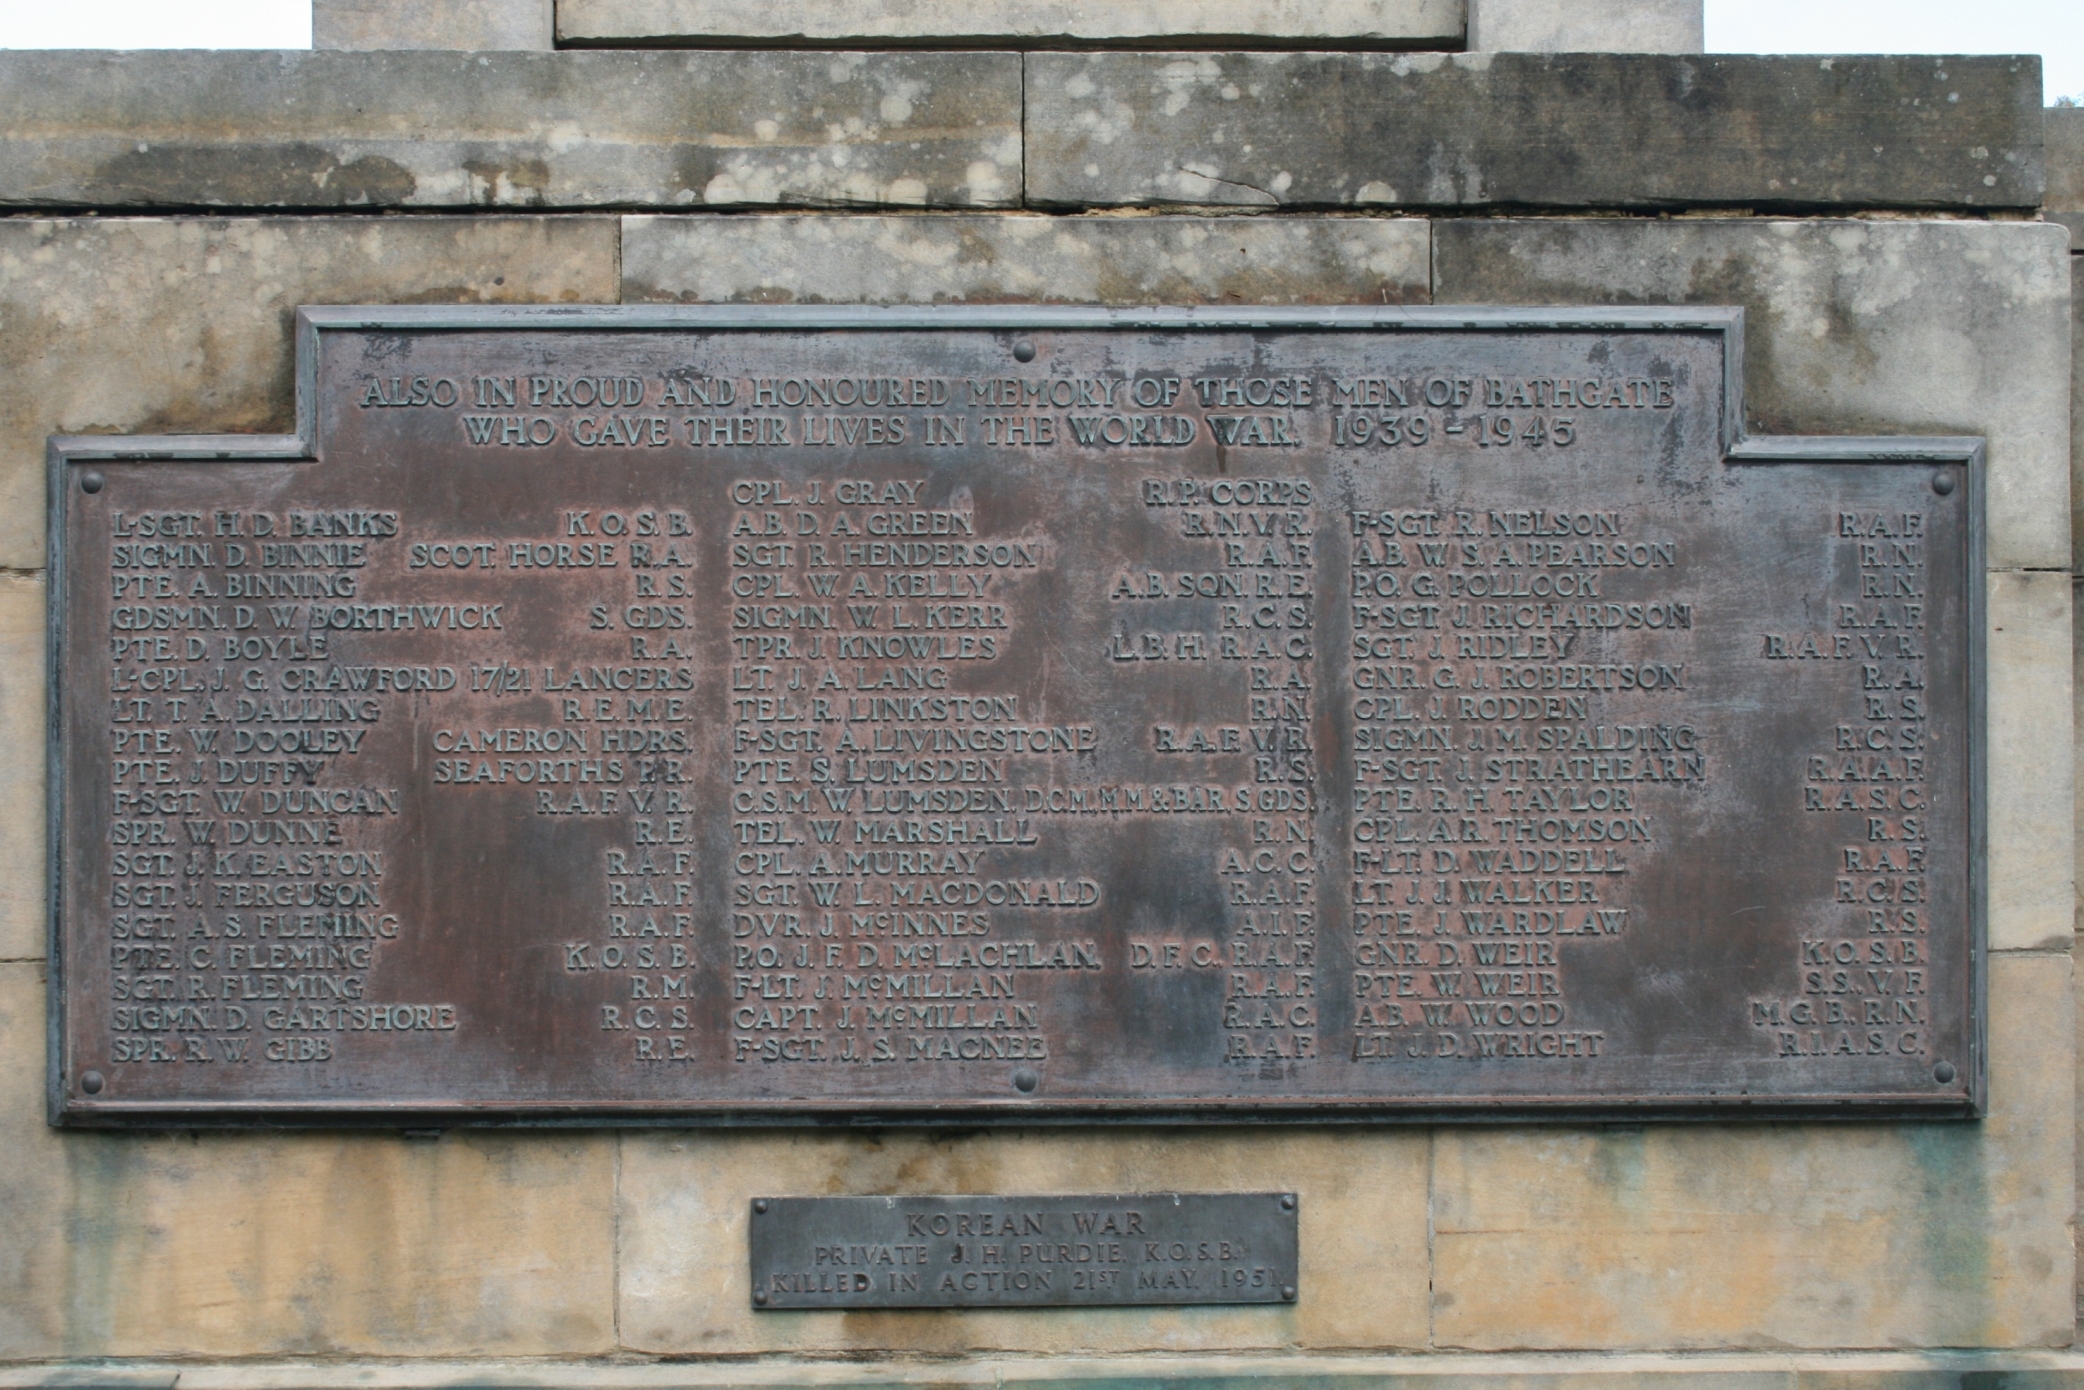 ALSO IN PROUD AND HONOURED MEMORY OF THOSE MEN OF BATHGATE
WHO GAVE THEIR LIVES IN THE WORLD WAR. 1939 - 1945
L-SGT. H. D. BANKS K. O. S. B.
SIGMN. D. BINNIE SCOT. HORSE R. A.
PTE. A. BINNING R. S.
GDSMN. D. W. BORTHWICK S. GDS.
PTE. D. BOYLE R. A.
L-CPL. J. G. CRAWFORD 17/21 LANCERS
LT. T. A. DALLING R. E. M. E.
PTE. W. DOOLEY CAMERON HDRS.
PTE. J. DUFFY SEAFORTHS P. R.
F-SGT. W. DUNCAN R. A. F. V. R.
SPR. W. DUNNE R. E.
SGT. J. K. EASTON R. A. F.
SGT. J. FERGUSON R. A. F.
SGT. A. S. FLEMING R. A. F.
PTE. C. FLEMING K. O. S. B.
SGT. R. FLEMING R. M.
SIGMN. D. GARTSHORE R. C. S.
SPR. R. W. GIBB R. E.
CPL. J. GRAY R. P. CORPS
A.B. D. A. GREEN R. N. V. R.
SGT. R. HENDERSON R. A. F.
CPL. W. A. KELLY A.B. SQN. R. E.
SIGMN. W. L. KERR R. C. S.
TPR. J. KNOWLES L. B. H. R. A. C.
LT. J. A. LANG R. A.
TEL. R. LINKSTON R. N.
F-SGT. A. LIVINGSTONE R. A. F. V. R.
PTE. S. LUMSDEN R. S.
C.S.M. W. LUMSDEN, D.C.M., M.M. & BAR, S. GDS.
TEL. W. MARSHALL R. N.
CPL. A. MURRAY A. C. C.
SGT. W. L. MACDONALD R. A. F.
DVR. J. McINNES A. I. F.
P.O. J. F. D. McLACHLAN, D. F. C. R. A. F.
F-LT. J. McMILLAN R. A. F.
CAPT. J. McMILLAN R. A. C.
F-SGT. J. S. MACNEE R. A. F.
F-SGT. R. NELSON R. A. F.
A.B. W. S. A. PEARSON R. N.
P.O. G. POLLOCK R. N.
F-SGT. J. RICHARDSON R. A. F.
SGT. J. RIDLEY R. A. F. V. R.
GNR. G. J. ROBERTSON R. A.
CPL. J. RODDEN R. S.
SIGMN. J. M. SPALDING R. C. S.
F-SGT. J. STRATHEARN R. A. A. F.
PTE. R. H. TAYLOR R. A. S. C.
CPL. A. R. THOMSON R. S.
F-LT. D. WADDELL R. A. F.
LT. J. J. WALKER R. C. S.
PTE. J. WARDLAW R. S.
GNR. D. WEIR K. O. S. B.
PTE. W. WEIR S. S. V. F.
A.B. W. WOOD M. G. B., R. N.
LT. J. D. WRIGHT R. I. A. S. C.
KOREAN WAR
PRIVATE J. H. PURDIE. K.O.S.B.
KILLED IN ACTION 21ST MAY. 1951.